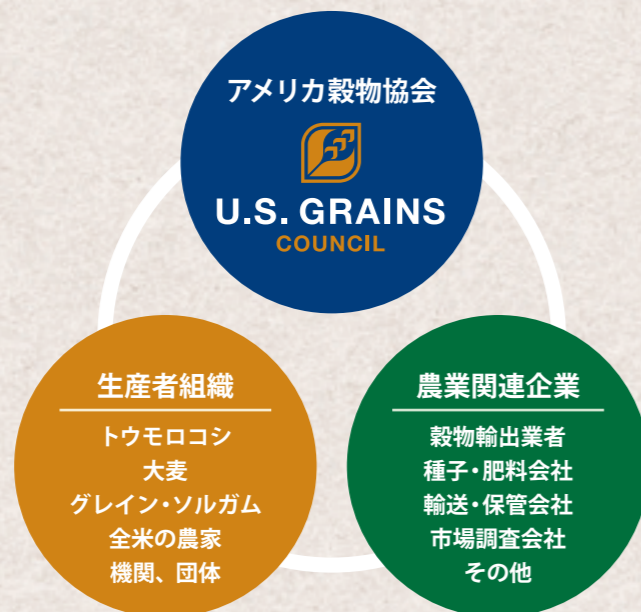 アメリカ穀物協会
U.S. GRAINS
COUNCIL
生産者組織
トウモロコシ
大麦
グレイン・ソルガム
全米の農家
機関、団体
農業関連企業
穀物輸出業者
種子・肥料会社
輸送・保管会社
市場調査会社
その他